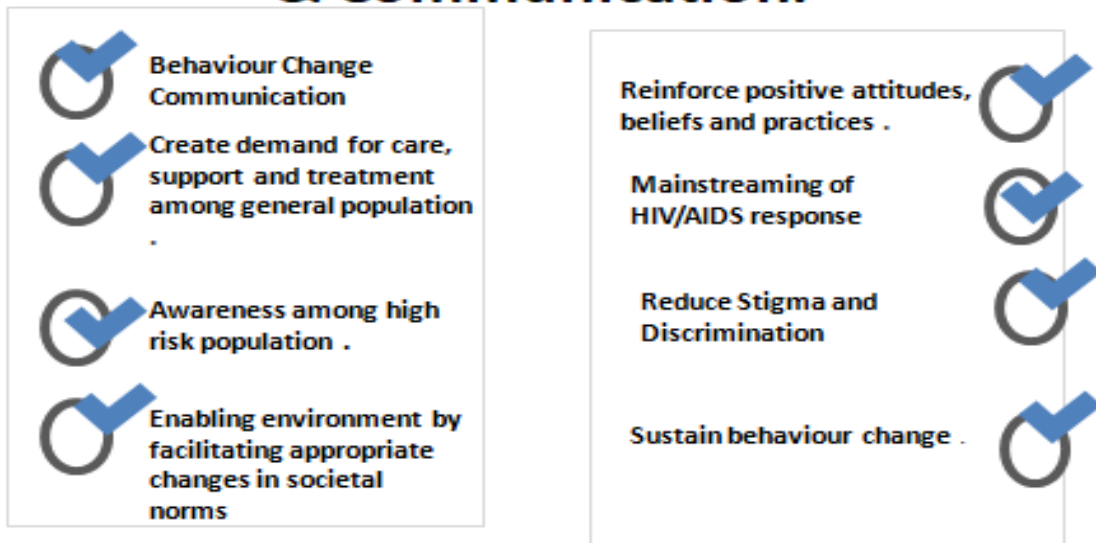 & Communication.
Behaviour Change
Communication
Create demand for care,
support and treatment
among general population
.
Awareness among high
risk population .
Enabling environment by
facilitating appropriate
changes in societal
norms
Reinforce positive attitudes,
beliefs and practices .
Mainstreaming of
HIV/AIDS response
Reduce Stigma and
Discrimination
Sustain behaviour change .